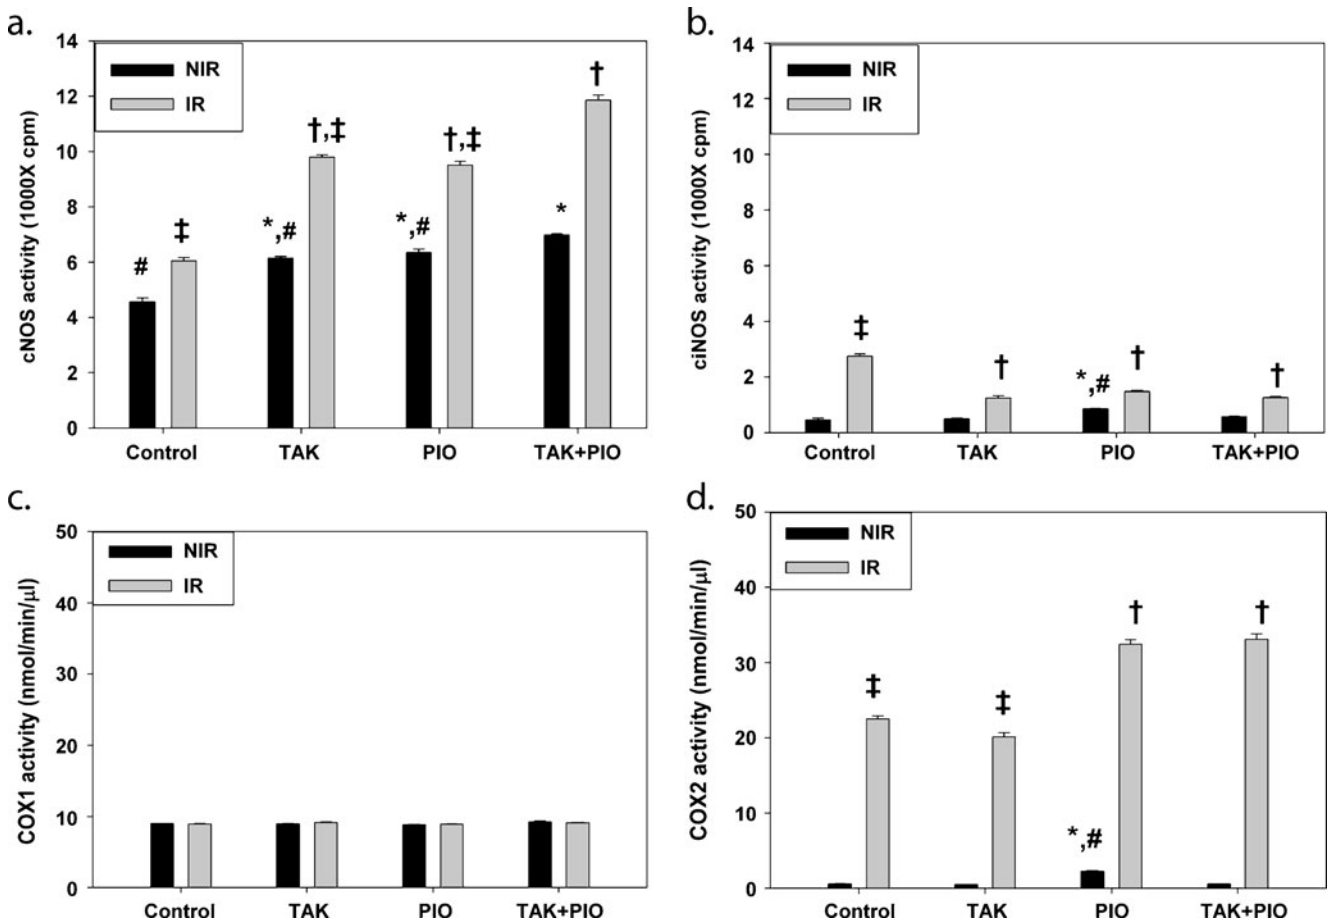 a.
14
12
10
8
6
4
2
0
cNOS activity (1000X cpm)
NIR
IR
#
‡
*,#
†,‡
*,#
†,‡
*
†
Control TAK PIO TAK+PIO
b.
14
12
10
8
6
4
2
0
ciNOS activity (1000X cpm)
NIR
IR
‡
†
*,#
†
†
Control TAK PIO TAK+PIO
c.
50
40
30
20
10
0
COX1 activity (nmol/min/µl)
NIR
IR
Control TAK PIO TAK+PIO
d.
50
40
30
20
10
0
COX2 activity (nmol/min/µl)
NIR
IR
‡
‡
*,#
†
†
Control TAK PIO TAK+PIO